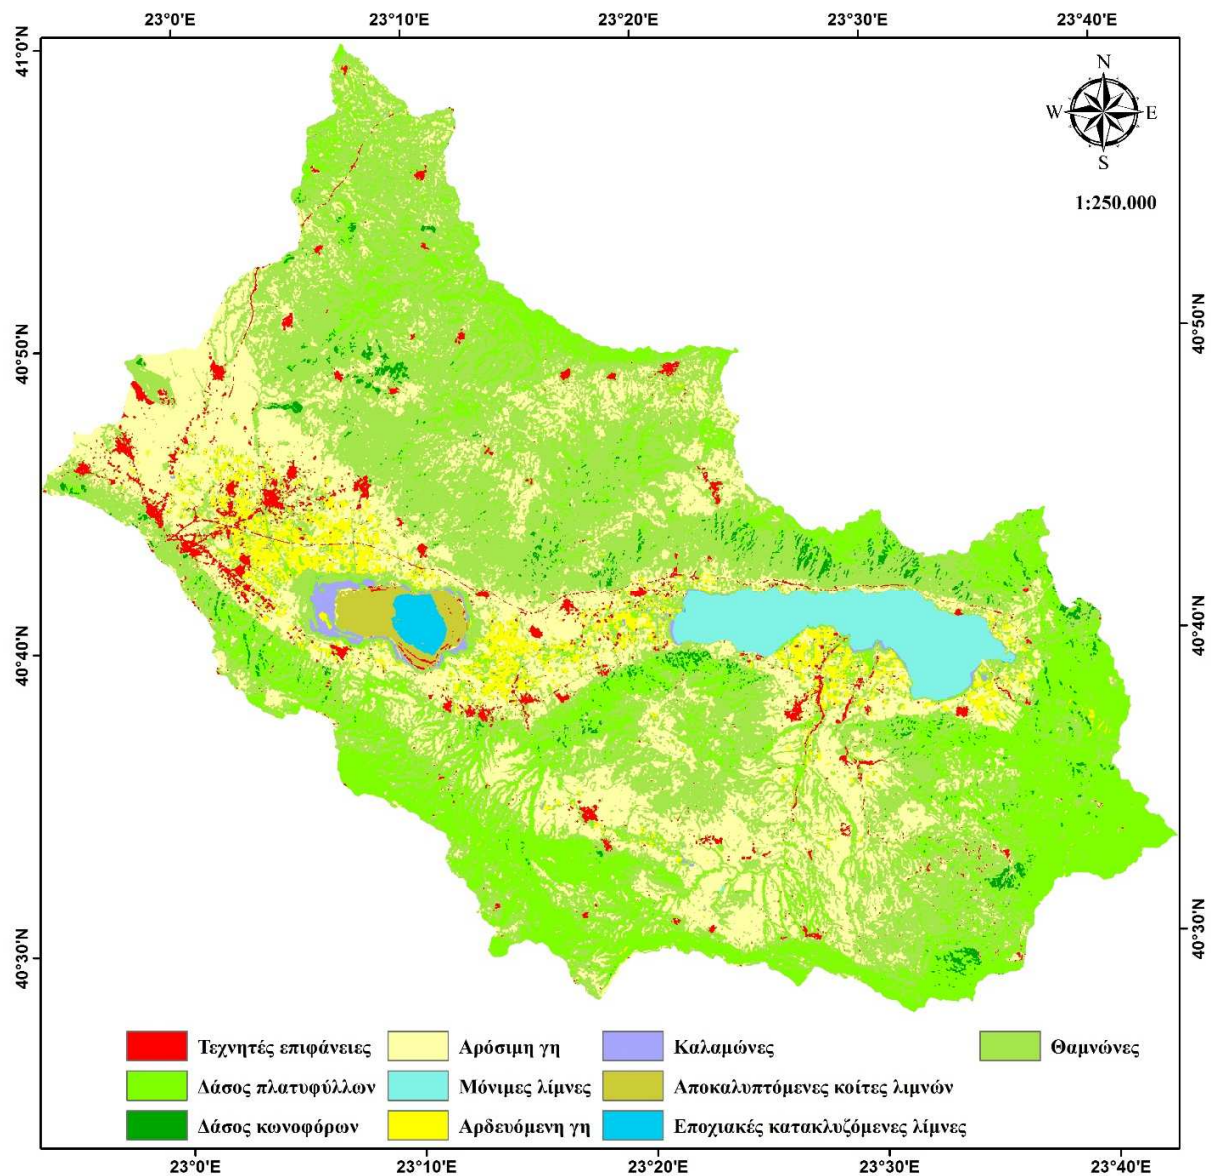 23°0'E 23°10'E 23°20'E 23°30'E 23°40'E
41°0'N
N
W E
S
1:250.000
40°50'N
40°50'N
40°40'N
40°40'N
40°30'N
40°30'N
Τεχνητές επιφάνειες Αρόσιμη γη Καλαμώνες Θαμνώνες
Δάσος πλατυφύλλων Μόνιμες λίμνες Αποκαλυπτόμενες κοίτες λιμνών
Δάσος κωνοφόρων Αρδευόμενη γη Εποχιακές κατακλυζόμενες λίμνες
23°0'E 23°10'E 23°20'E 23°30'E 23°40'E